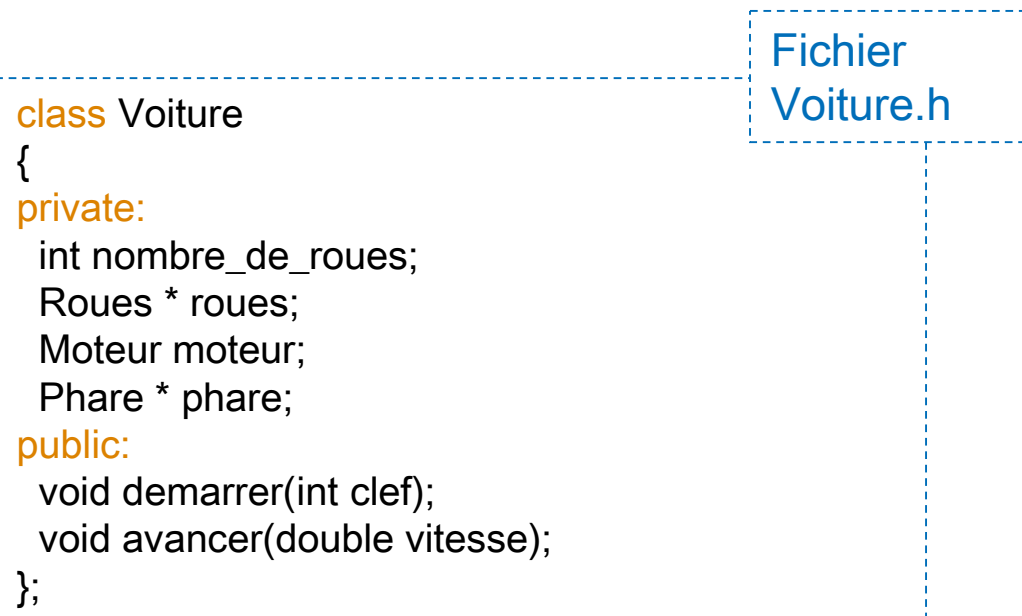 Fichier
Voiture.h
class Voiture
{
private:
int nombre_de_roues;
Roues * roues;
Moteur moteur;
Phare * phare;
public:
void demarrer(int clef);
void avancer(double vitesse);
};